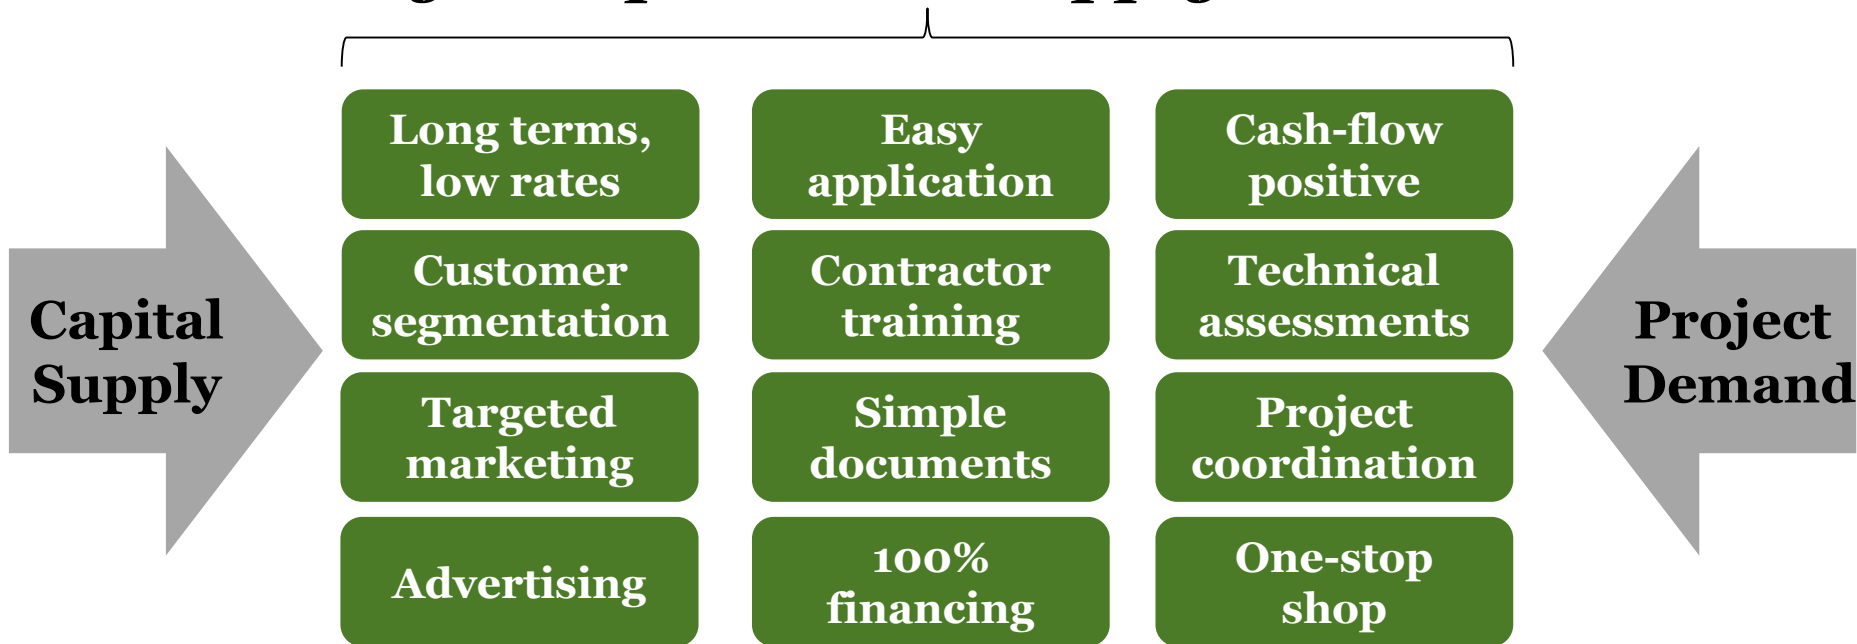 Long terms,
low rates
Easy
application
Cash-flow
positive
Capital
Supply
Customer
segmentation
Contractor
training
Technical
assessments
Project
Demand
Targeted
marketing
Simple
documents
Project
coordination
Advertising
100%
financing
One-stop
shop